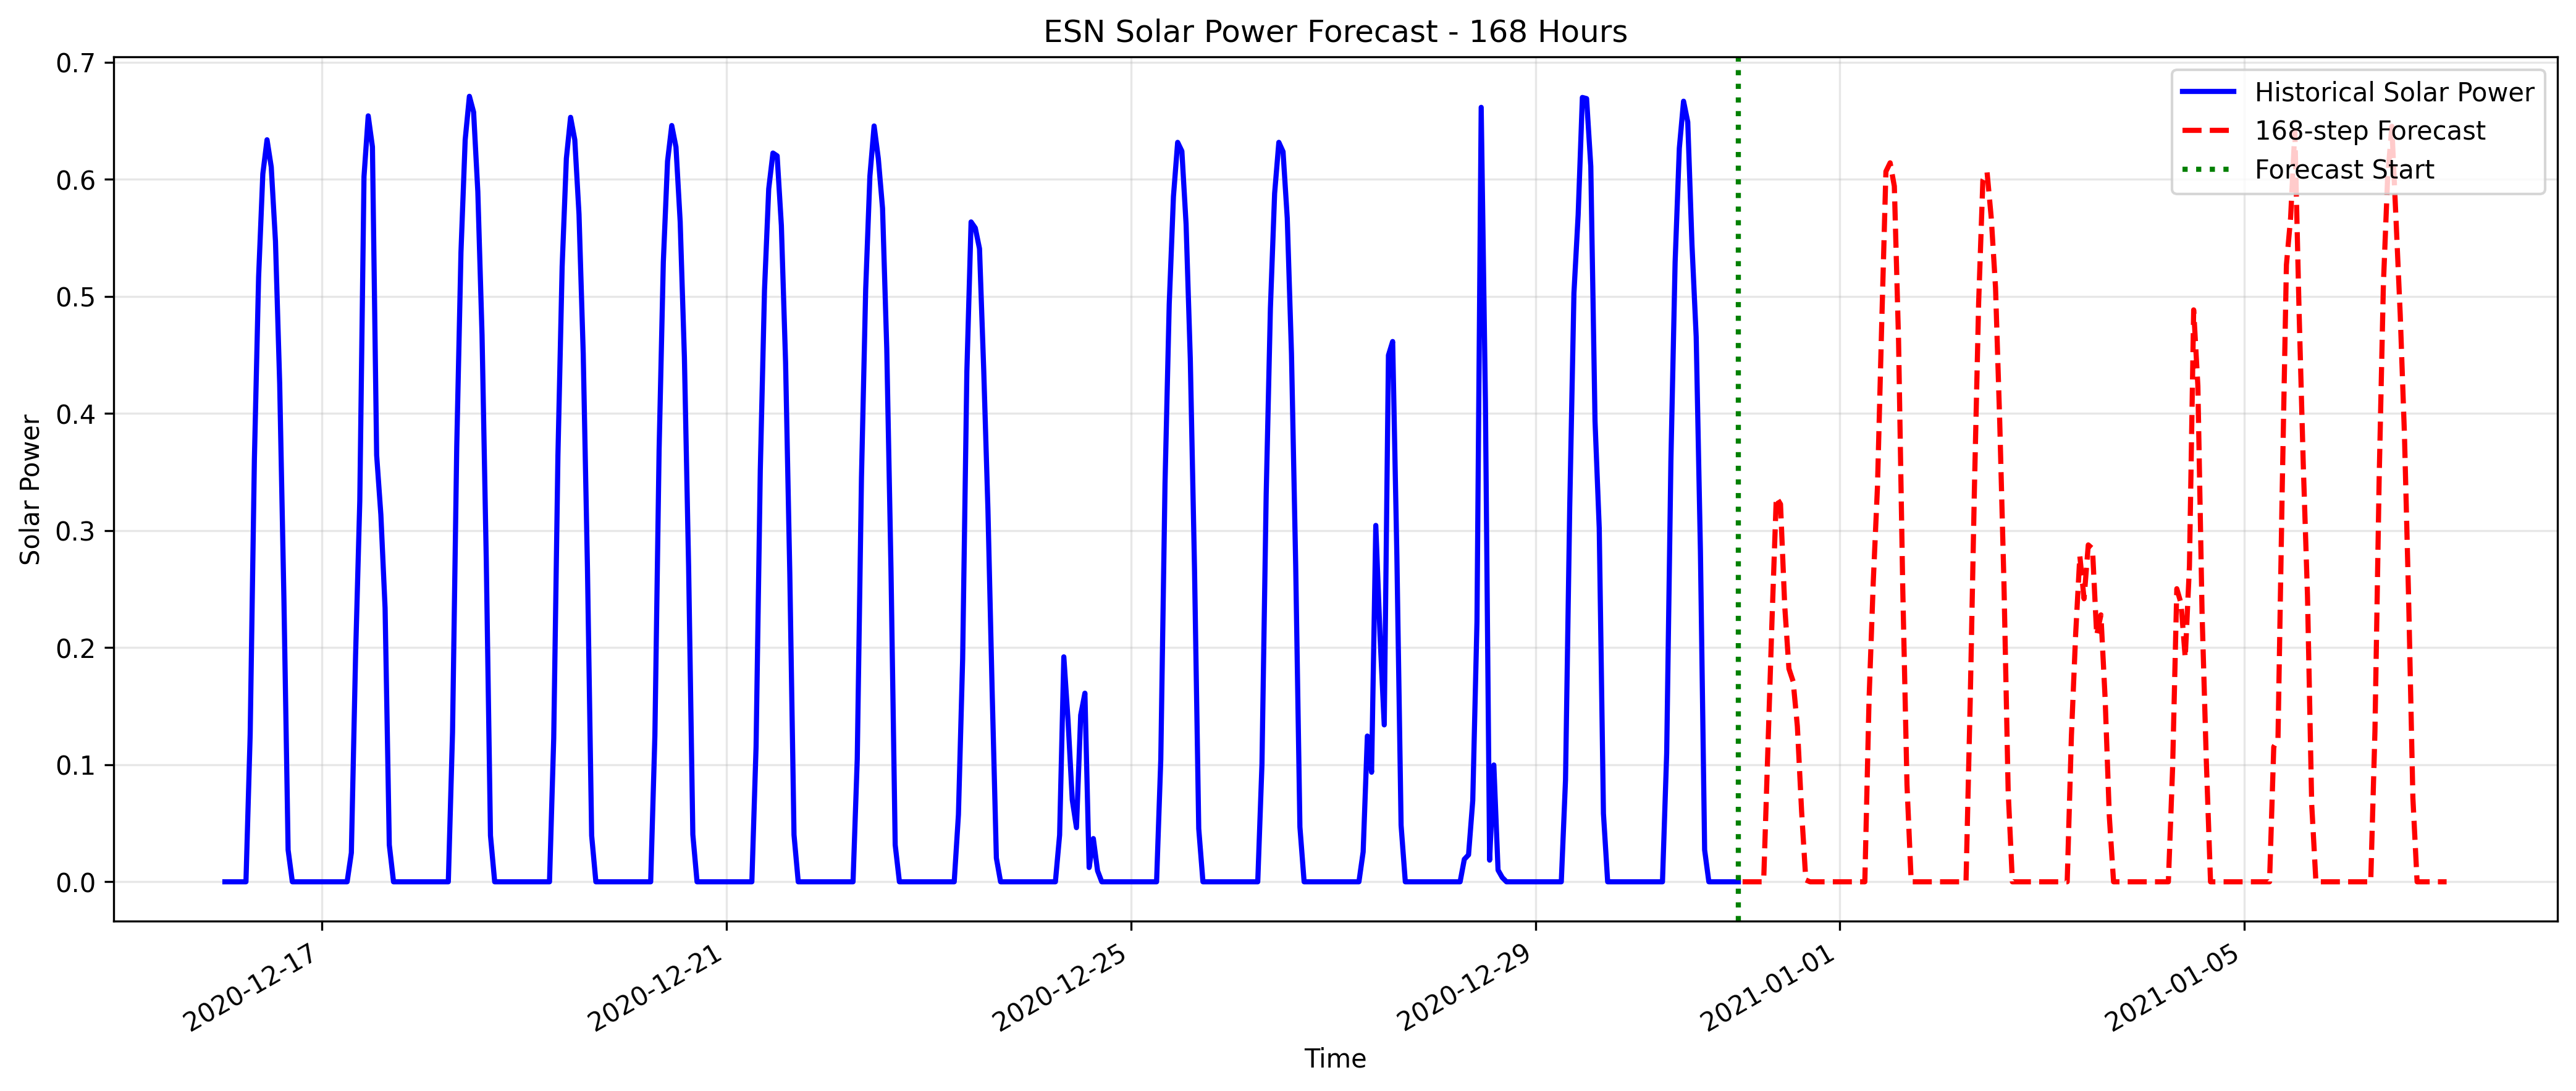 ESN Solar Power Forecast - 168 Hours
Historical Solar Power
168-step Forecast
Forecast Start
Solar Power
0.7
0.6
0.5
0.4
0.3
0.2
0.1
0.0
2020-12-17
2020-12-21
2020-12-25
2020-12-29
2021-01-01
2021-01-05
Time